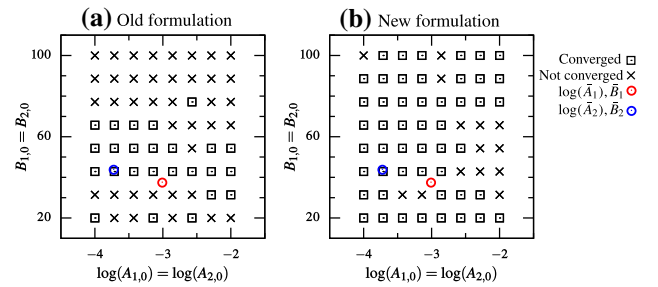 (a) Old formulation
(b) New formulation
100
60
20
B₁,₀ = B₂,₀
−4
−3
−2
log(A₁,₀) = log(A₂,₀)
100
60
20
B₁,₀ = B₂,₀
−4
−3
−2
log(A₁,₀) = log(A₂,₀)
Converged
Not converged
log(Ā₁), B̄₁
log(Ā₂), B̄₂